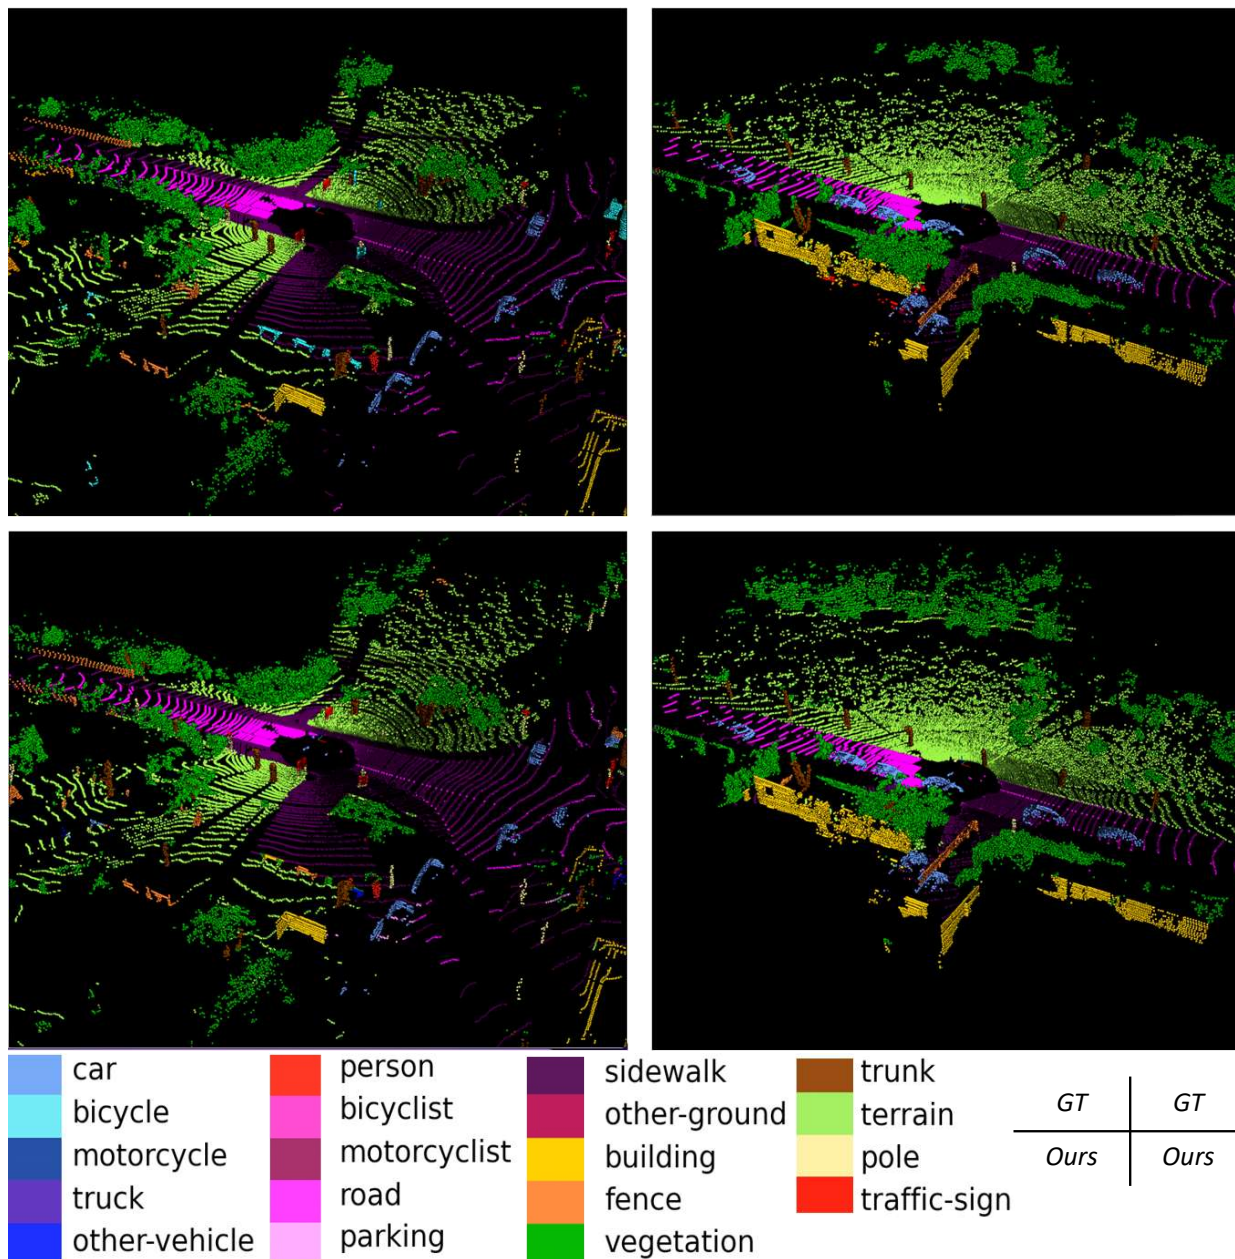 car
bicycle
motorcycle
truck
other-vehicle
person
bicyclist
motorcyclist
road
parking
sidewalk
other-ground
building
fence
vegetation
trunk
terrain
pole
traffic-sign
GT GT
Ours Ours